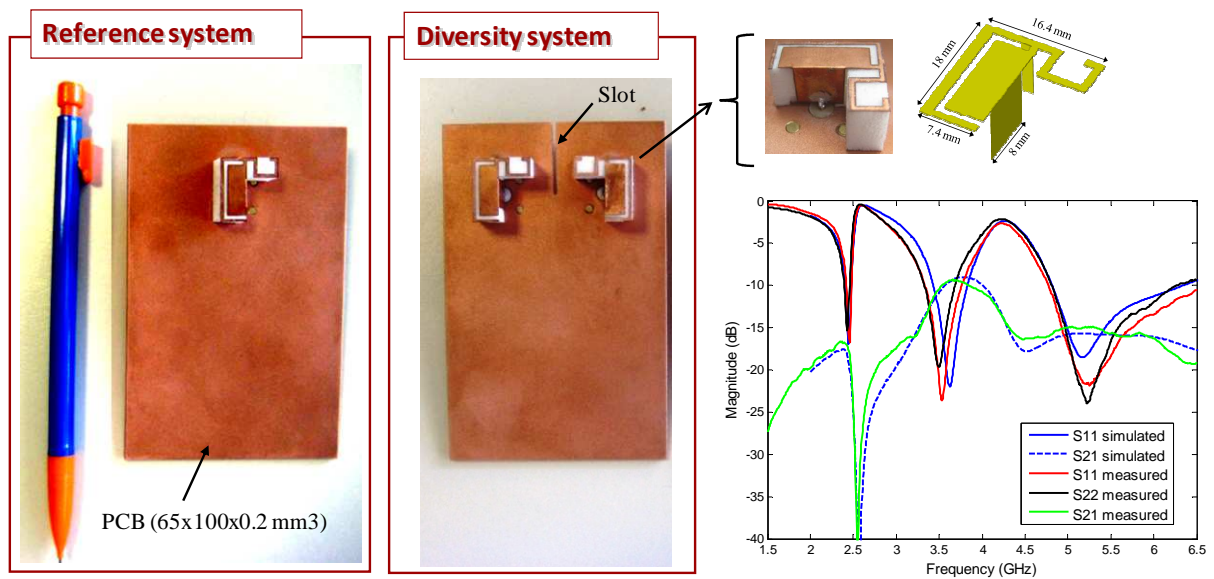 Reference system
PCB (65x100x0.2 mm3)
Diversity system
Slot
16.4 mm
18 mm
7.4 mm
8 mm
Magnitude (dB)
0
-5
-10
-15
-20
-25
-30
-35
-40
S11 simulated
S21 simulated
S11 measured
S22 measured
S21 measured
1.5 2 2.5 3 3.5 4 4.5 5 5.5 6 6.5
Frequency (GHz)